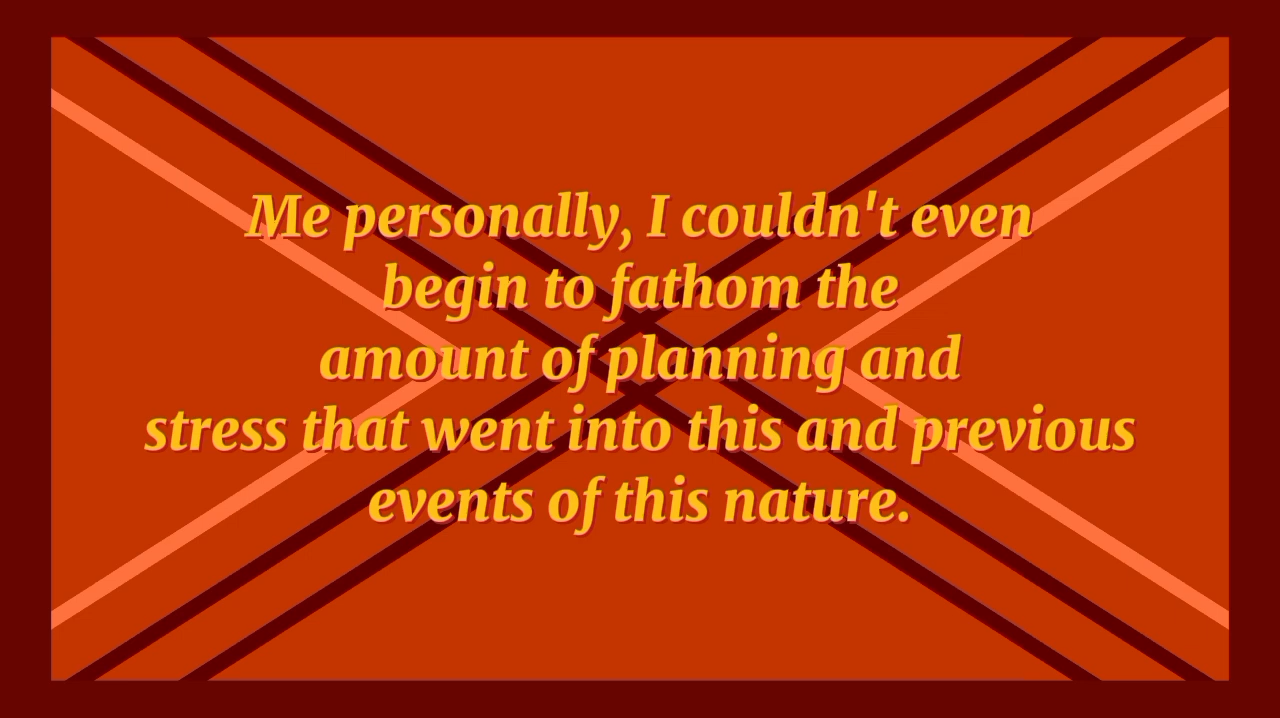 Me personally, I couldn't even
begin to fathom the
amount of planning and
stress that went into this and previous
events of this nature.